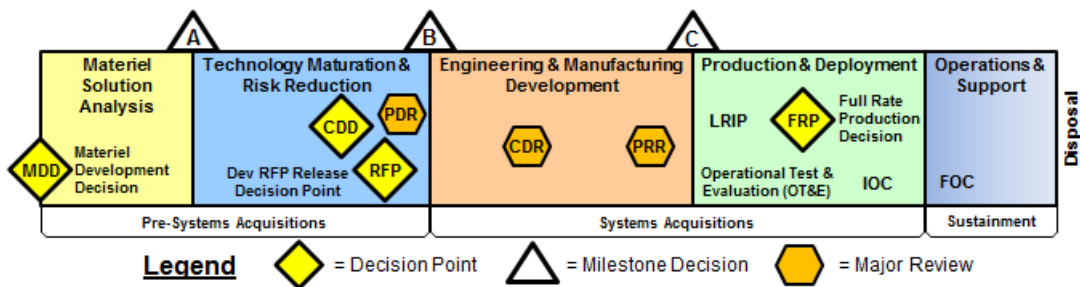 A
B
C
Materiel
Solution
Analysis
MDD
Materiel
Development
Decision
Technology Maturation &
Risk Reduction
CDD
PDR
Dev RFP Release
Decision Point
RFP
Engineering & Manufacturing
Development
CDR
PRR
Production & Deployment
LRIP
FRP
Full Rate
Production
Decision
Operational Test &
Evaluation (OT&E)
IOC
Operations &
Support
FOC
Disposal
Pre-Systems Acquisitions
Systems Acquisitions
Sustainment
Legend
= Decision Point
= Milestone Decision
= Major Review